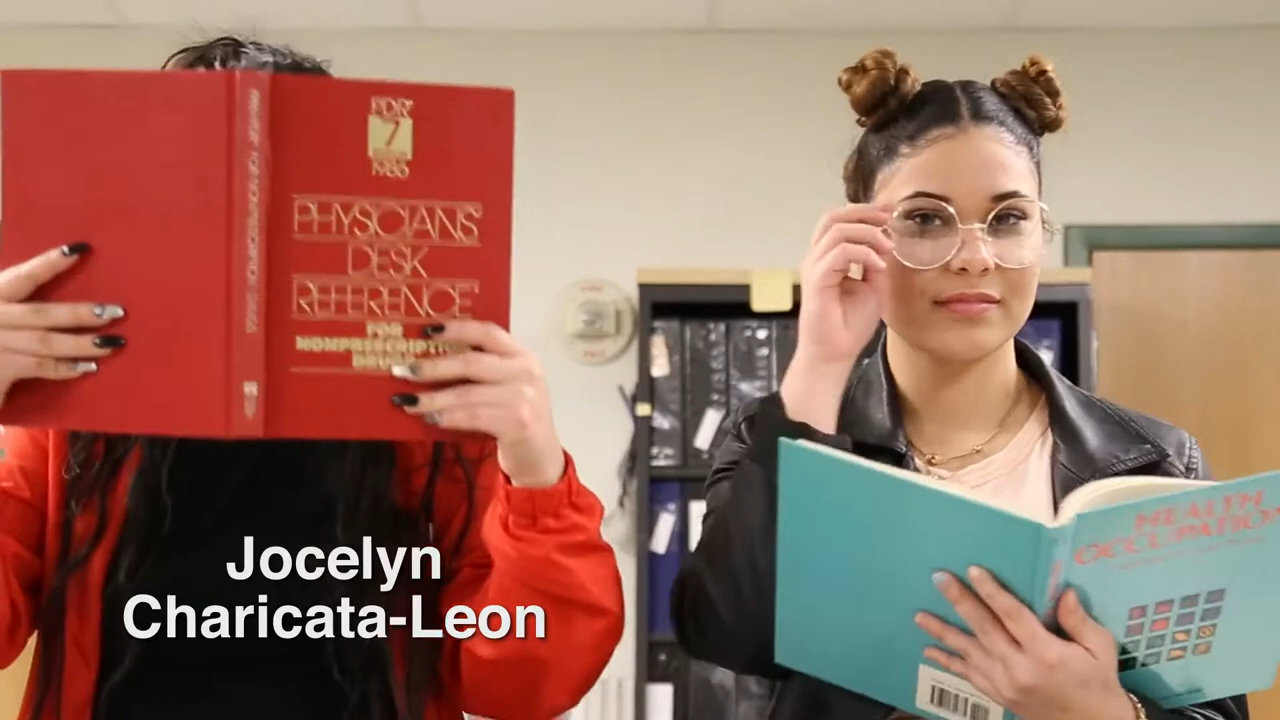 PDR
7
1986
PHYSICIANS'
DESK
REFERENCE
FOR
NONPRESCRIPTION
DRUGS
HEALTH
OCCUPATIONS
Jocelyn
Charicata-Leon